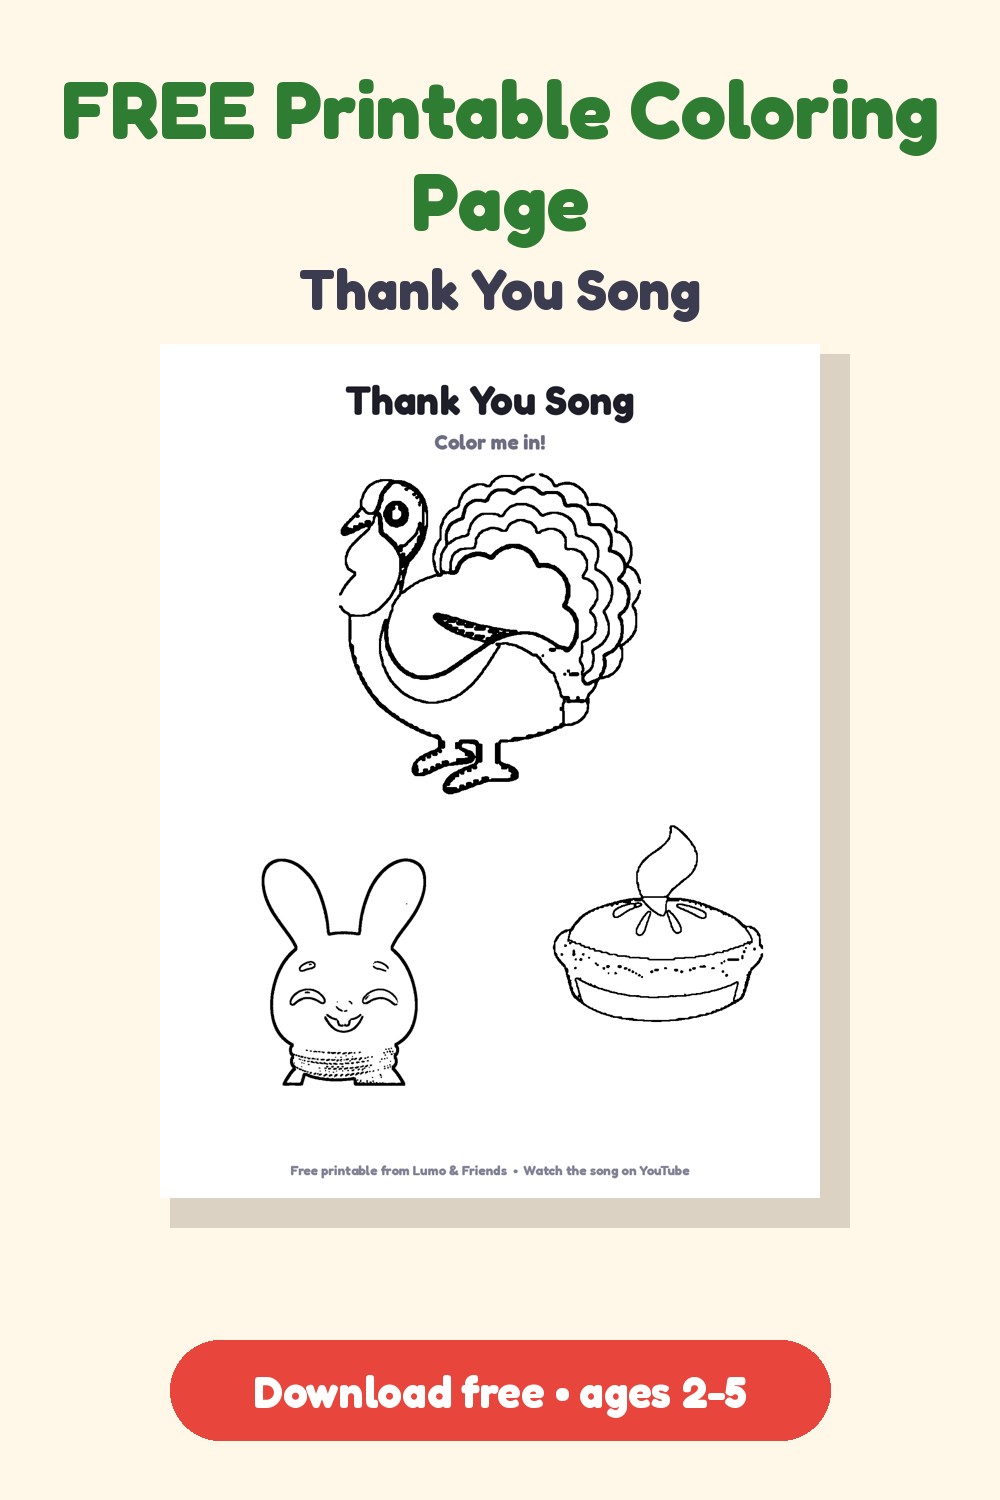 FREE Printable Coloring
Page
Thank You Song
Thank You Song
Color me in!
Free printable from Lumo & Friends • Watch the song on YouTube
Download free • ages 2-5